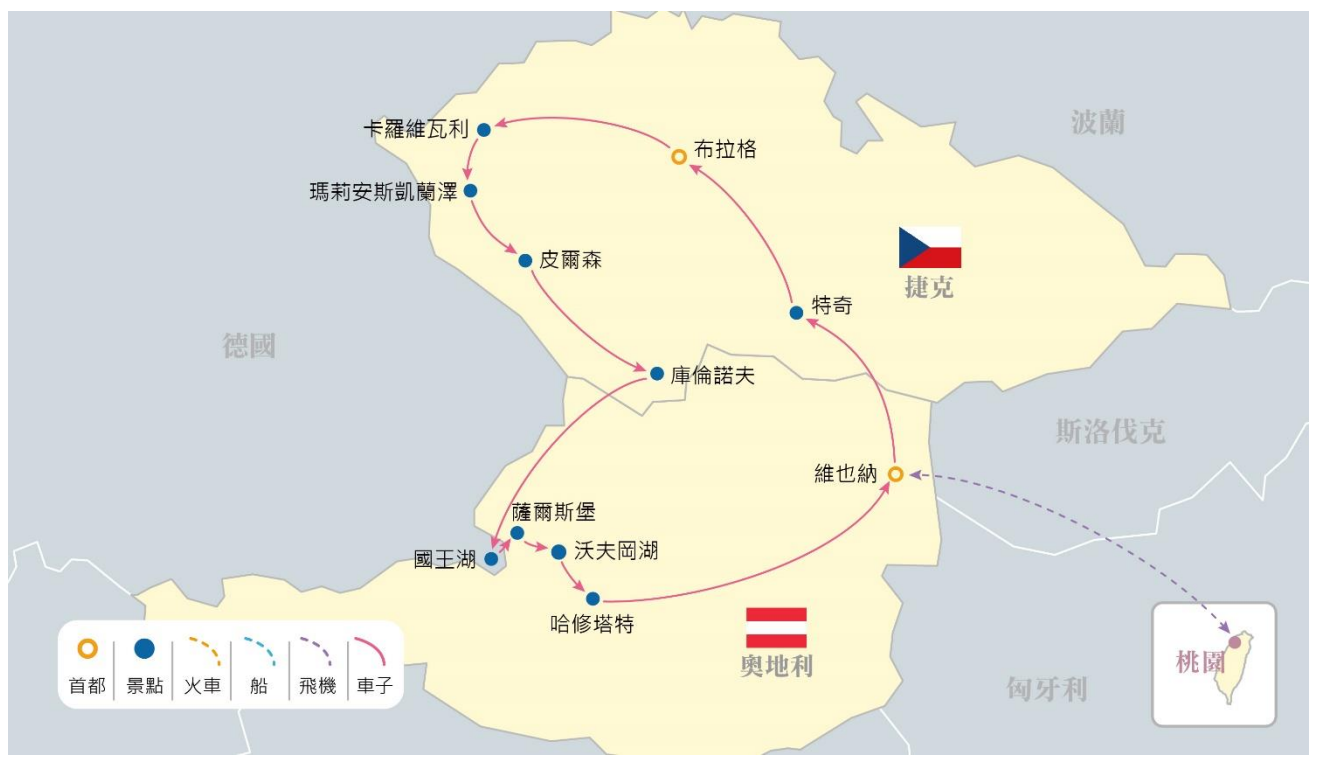 波蘭
卡羅維瓦利
布拉格
瑪莉安斯凱蘭澤
皮爾森
捷克
特奇
德國
庫倫諾夫
斯洛伐克
維也納
薩爾斯堡
國王湖
沃夫岡湖
哈修塔特
奧地利
桃園
匈牙利
首都
景點
火車
船
飛機
車子